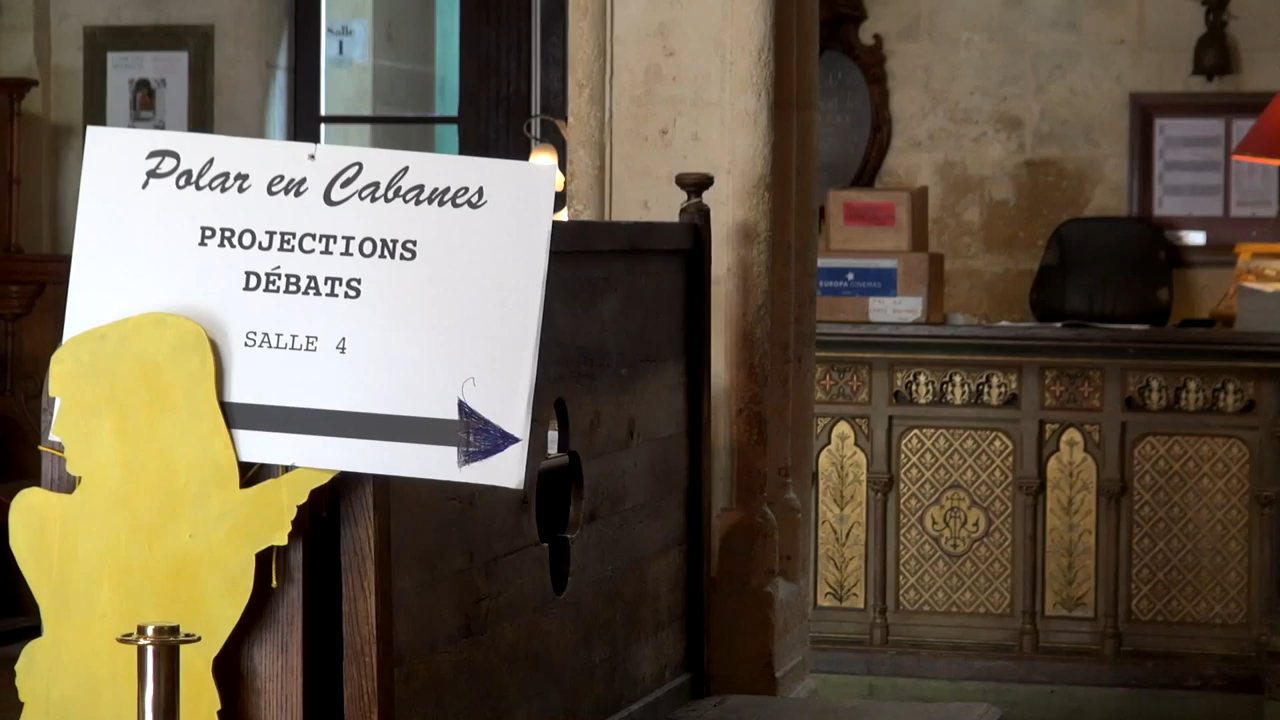 Salle
1
Polar en Cabanes
PROJECTIONS
DÉBATS
SALLE 4
EUROPA CINEMAS